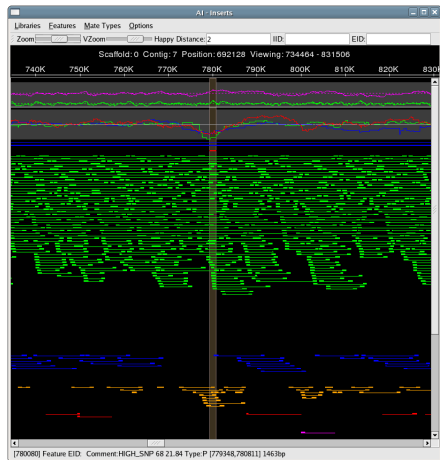 AI - Inserts
Libraries Features Mate Types Options
Zoom VZoom Happy Distance: 2 IID: EID:
Scaffold: 0 Contig: 7 Position: 692128 Viewing: 734464 - 831506
740K 750K 760K 770K 780K 790K 800K 810K 820K 830K
[780080] Feature EID: Comment:HIGH_SNP 68 21.84 Type:P [779348,780811] 1463bp